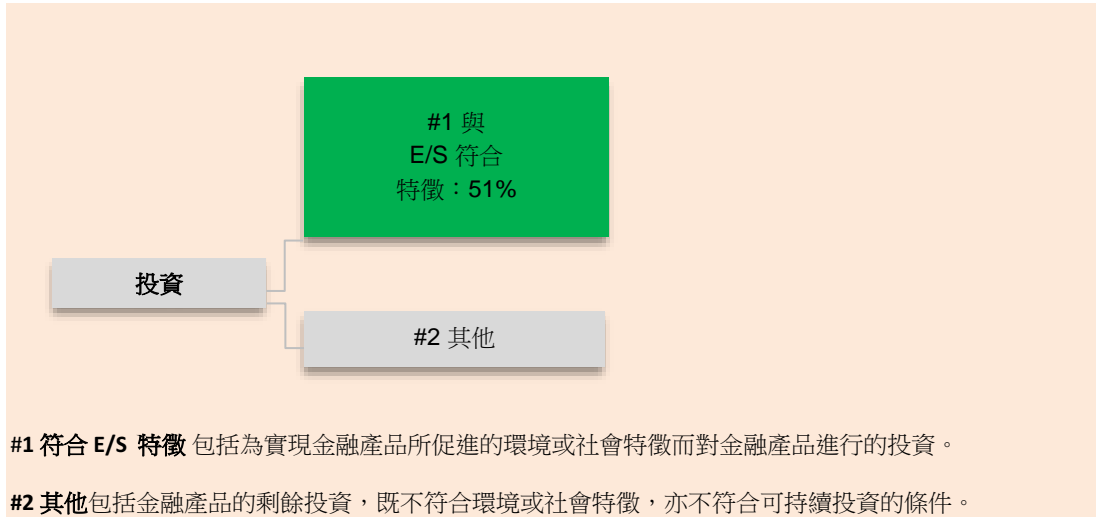 #1 與
E/S 符合
特徵：51%
投資
#2 其他
#1 符合 E/S 特徵 包括為實現金融產品所促進的環境或社會特徵而對金融產品進行的投資。
#2 其他包括金融產品的剩餘投資，既不符合環境或社會特徵，亦不符合可持續投資的條件。